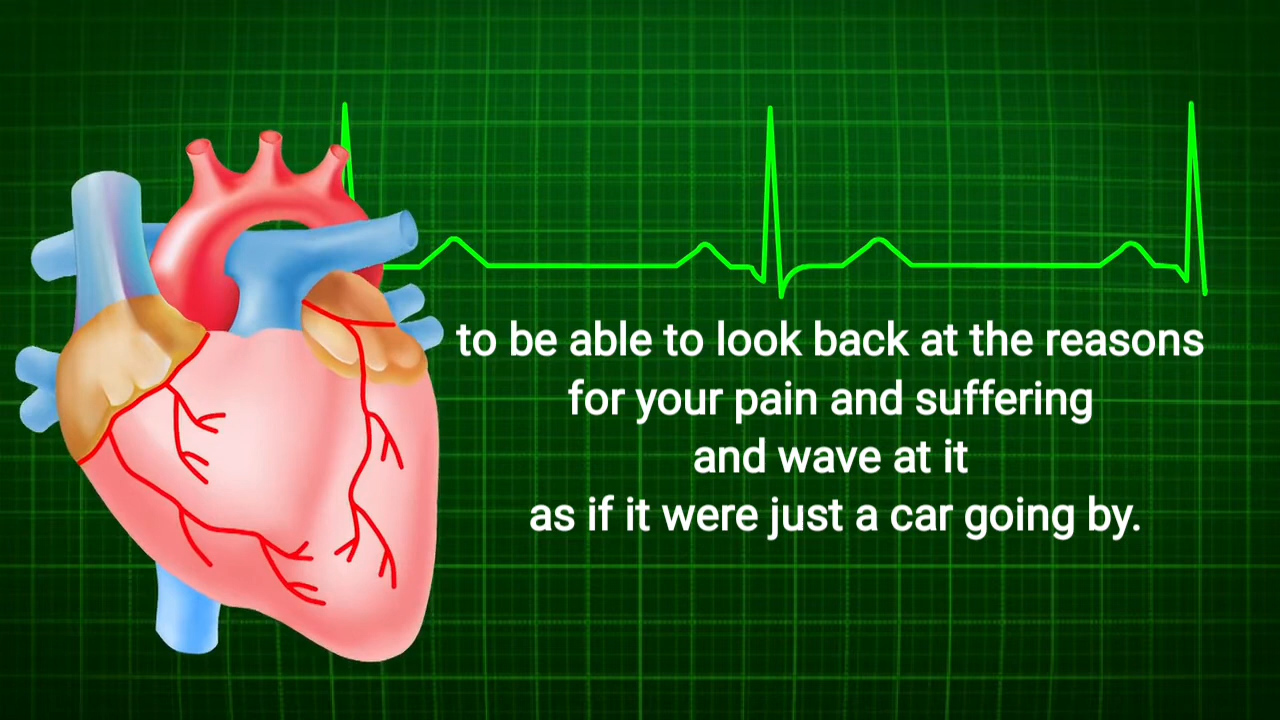 to be able to look back at the reasons
for your pain and suffering
and wave at it
as if it were just a car going by.